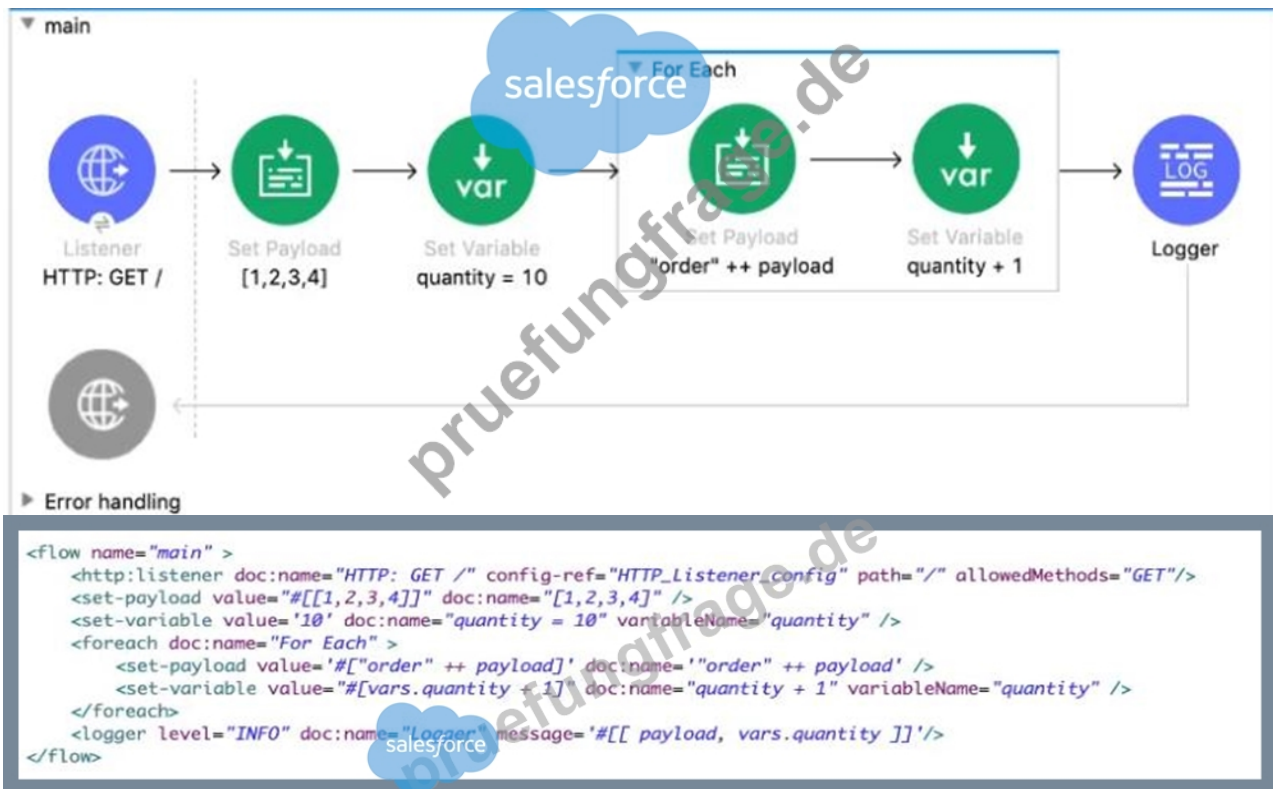 main
salesforce
For Each
var
var
LOG
Listener
Set Payload
Set Variable
Set Payload
Set Variable
Logger
HTTP: GET /
[1,2,3,4]
quantity = 10
"order" ++ payload
quantity + 1
pruefungfrage.de
Error handling
<flow name="main" >
<http:listener doc:name="HTTP: GET /" config-ref="HTTP_Listener_config" path="/" allowedMethods="GET"/>
<set-payload value="#[[1,2,3,4]]" doc:name="[1,2,3,4]" />
<set-variable value='10' doc:name="quantity = 10" variableName="quantity" />
<foreach doc:name="For Each" >
<set-payload value='#["order" ++ payload]' doc:name='"order" ++ payload' />
<set-variable value="#[vars.quantity + 1]" doc:name="quantity + 1" variableName="quantity" />
</foreach>
<logger level="INFO" doc:name="Logger" message='#[[ payload, vars.quantity ]]'/>
</flow>
salesforce
pruefungfrage.de